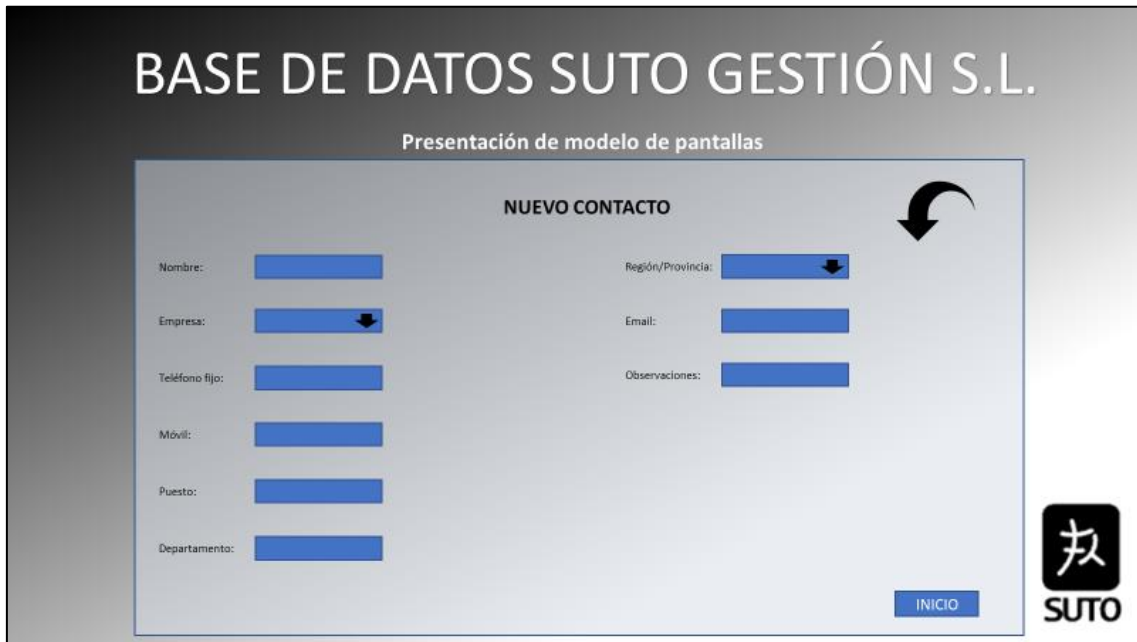 BASE DE DATOS SUTO GESTIÓN S.L.
Presentación de modelo de pantallas
NUEVO CONTACTO
Nombre:
Empresa:
Teléfono fijo:
Móvil:
Puesto:
Departamento:
Región/Provincia:
Email:
Observaciones:
INICIO
SUTO